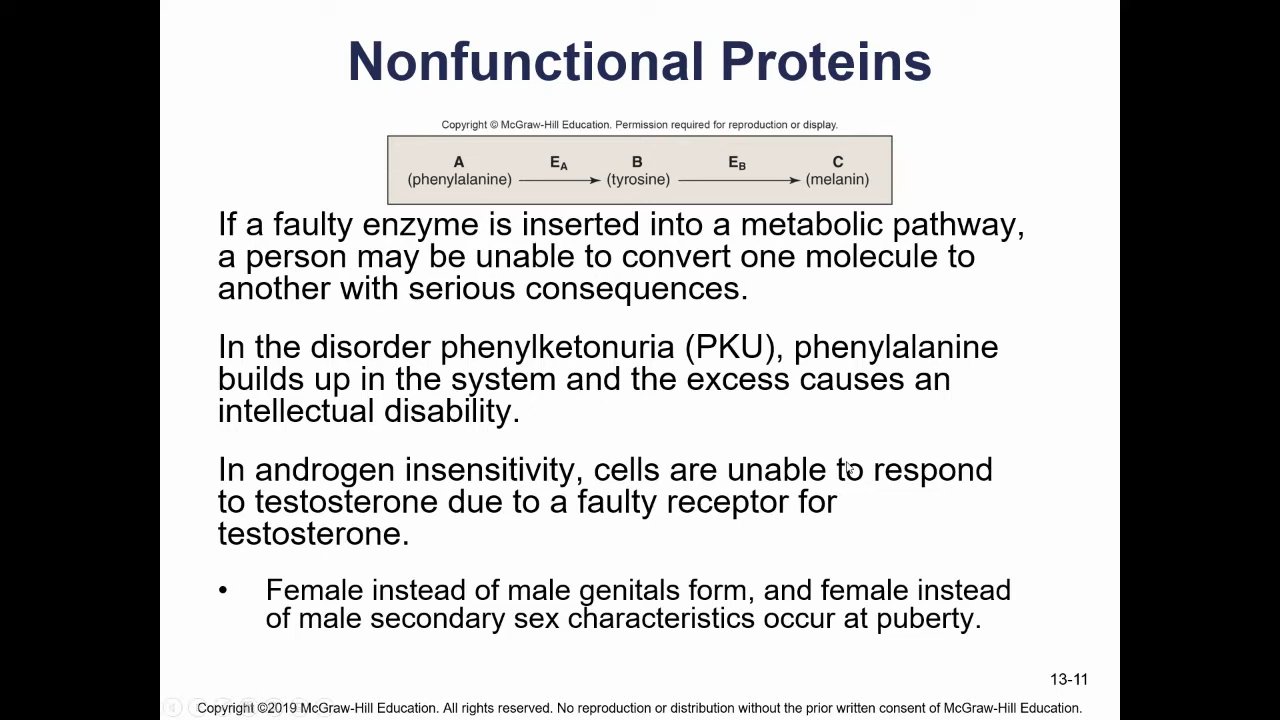 Nonfunctional Proteins
Copyright © McGraw-Hill Education. Permission required for reproduction or display.
A EA B EB C
(phenylalanine) (tyrosine) (melanin)
If a faulty enzyme is inserted into a metabolic pathway,
a person may be unable to convert one molecule to
another with serious consequences.
In the disorder phenylketonuria (PKU), phenylalanine
builds up in the system and the excess causes an
intellectual disability.
In androgen insensitivity, cells are unable to respond
to testosterone due to a faulty receptor for
testosterone.
• Female instead of male genitals form, and female instead
of male secondary sex characteristics occur at puberty.
13-11
Copyright ©2019 McGraw-Hill Education. All rights reserved. No reproduction or distribution without the prior written consent of McGraw-Hill Education.